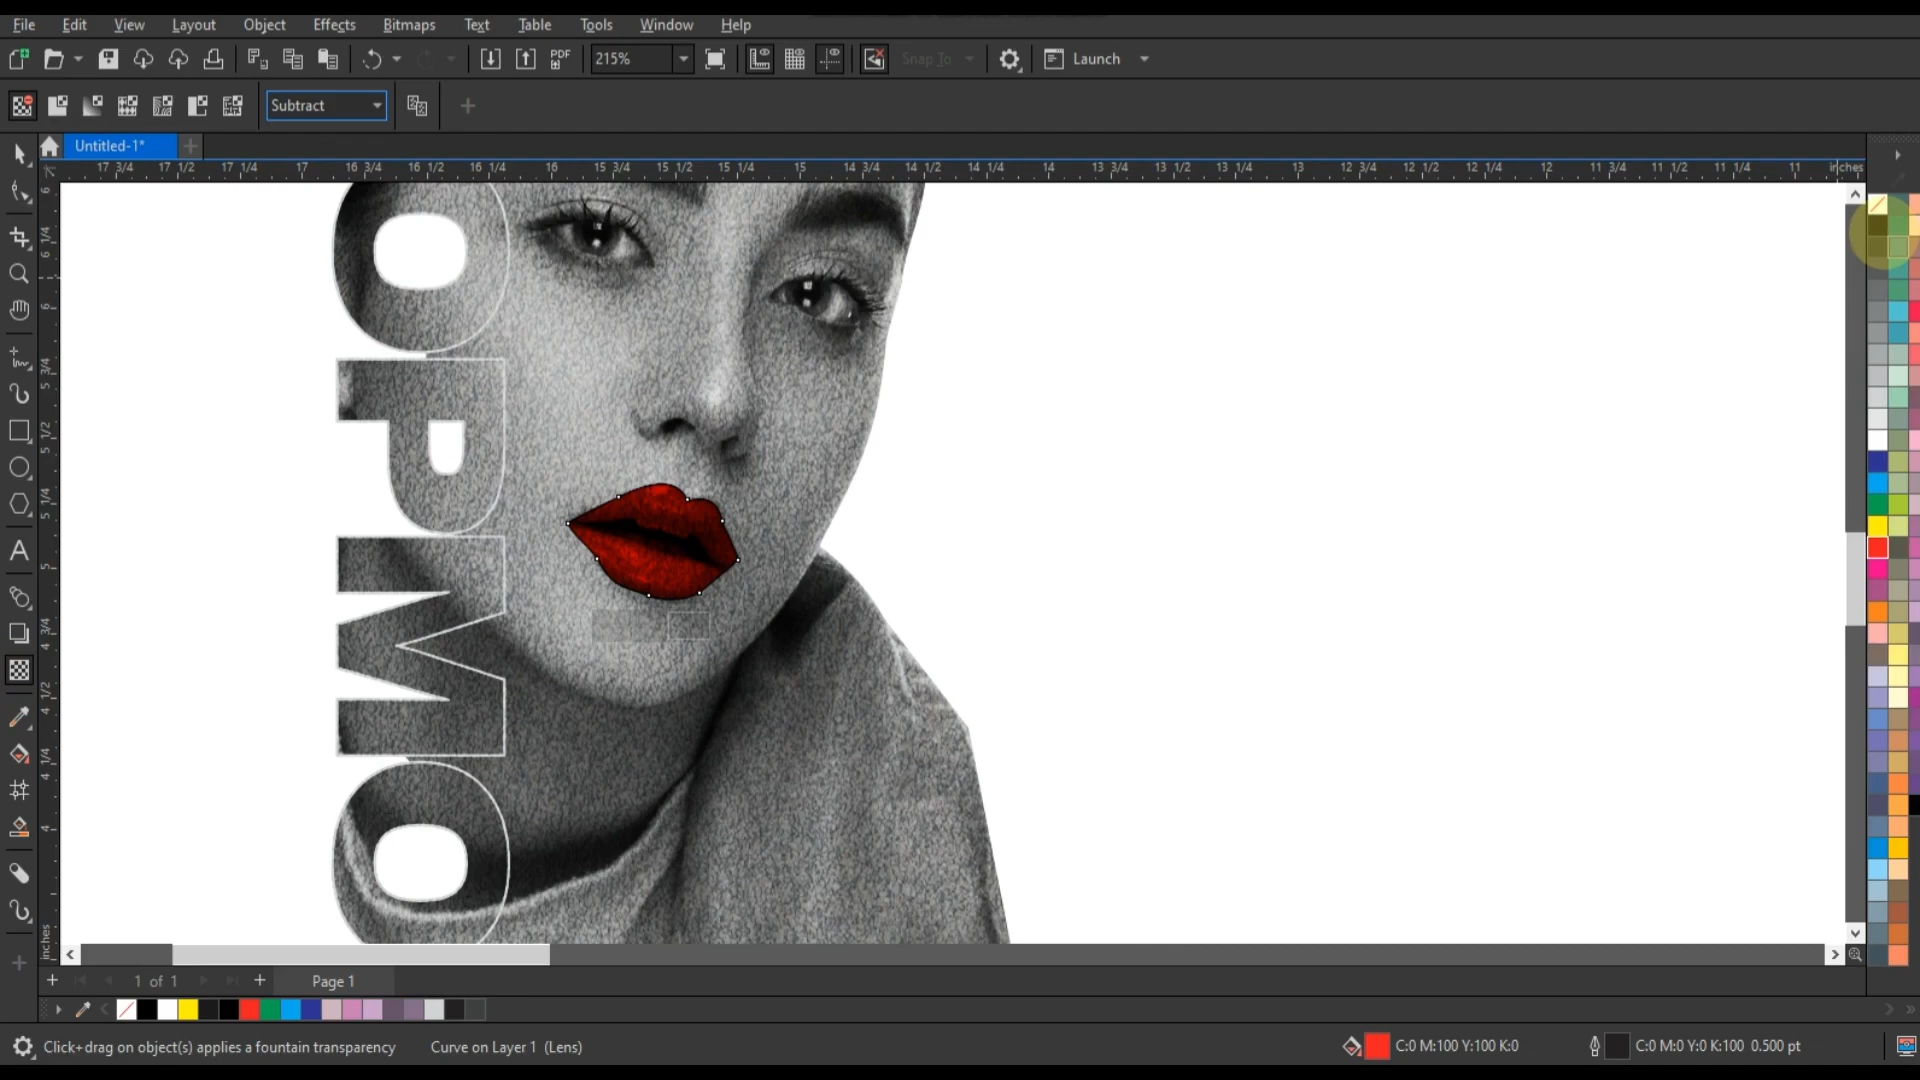 File Edit View Layout Object Effects Bitmaps Text Table Tools Window Help
PDF 215% Snap To Launch
Subtract
Untitled-1*
17 3/4 17 1/2 17 1/4 17 16 3/4 16 1/2 16 1/4 16 15 3/4 15 1/2 15 1/4 15 14 3/4 14 1/2 14 1/4 14 13 3/4 13 1/2 13 1/4 13 12 3/4 12 1/2 12 1/4 12 11 3/4 11 1/2 11 1/4 11 inches
OPMO
inches
1 of 1 Page 1
Click+drag on object(s) applies a fountain transparency Curve on Layer 1 (Lens) C:0 M:100 Y:100 K:0 C:0 M:0 Y:0 K:100 0.500 pt